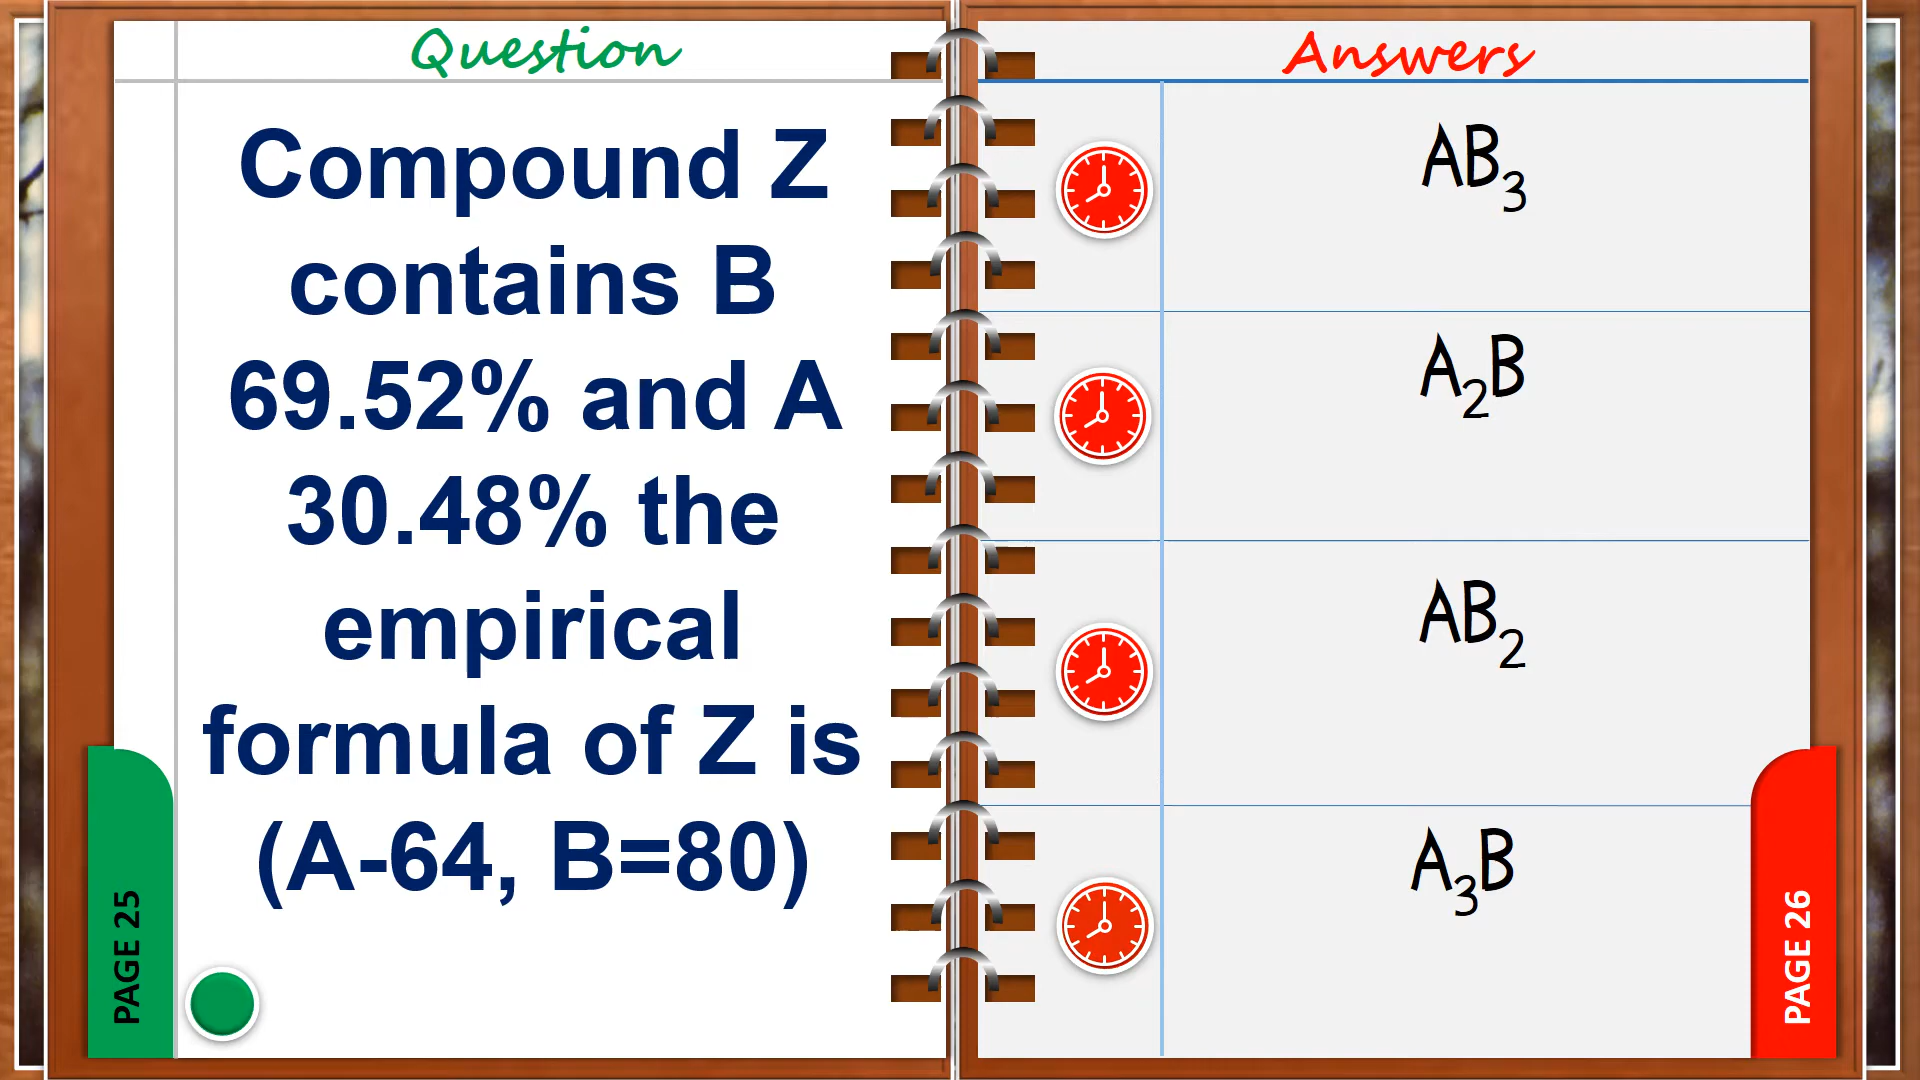 Question
Compound Z
contains B
69.52% and A
30.48% the
empirical
formula of Z is
(A-64, B=80)
PAGE 25
Answers
AB₃
A₂B
AB₂
A₃B
PAGE 26